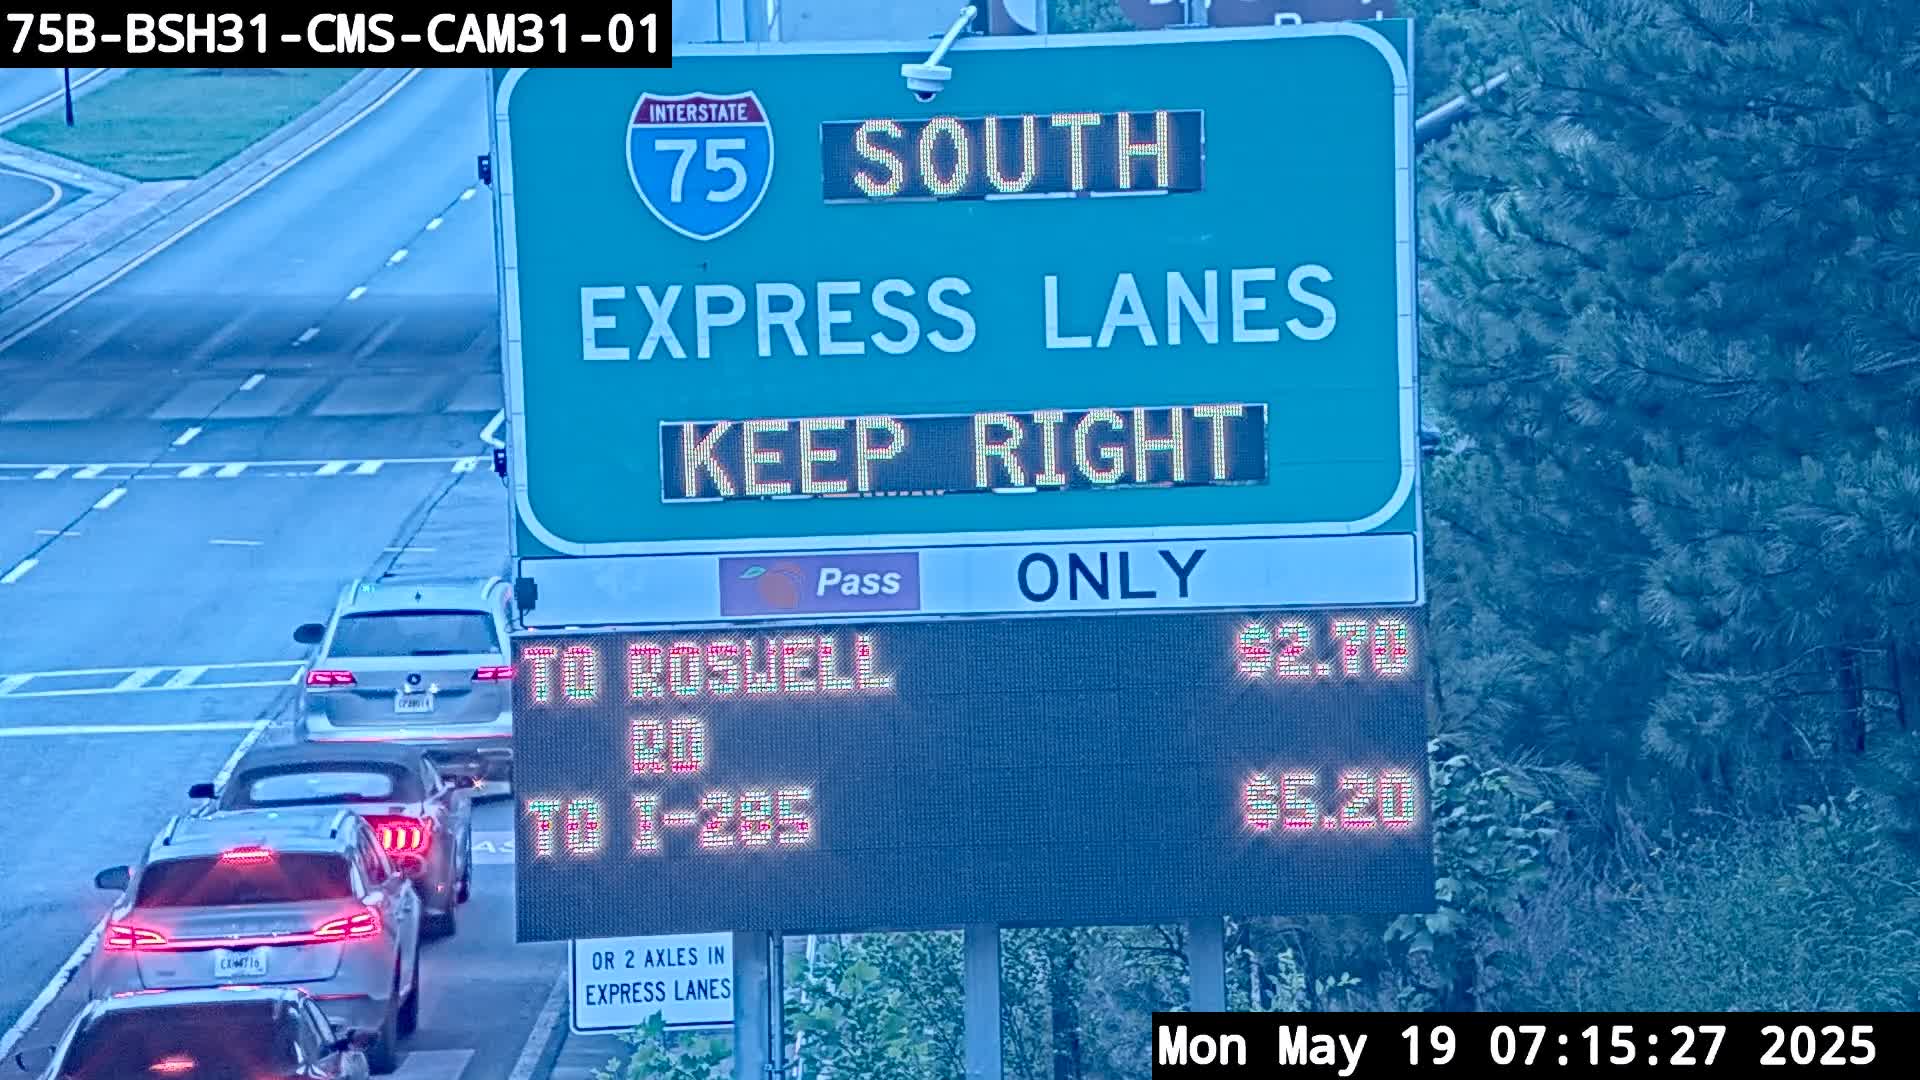 75B-BSH31-CMS-CAM31-01
INTERSTATE
75
SOUTH
EXPRESS LANES
KEEP RIGHT
Pass
ONLY
TO ROSWELL $2.70
RD
TO I-285 $5.20
OR 2 AXLES IN
EXPRESS LANES
Mon May 19 07:15:27 2025